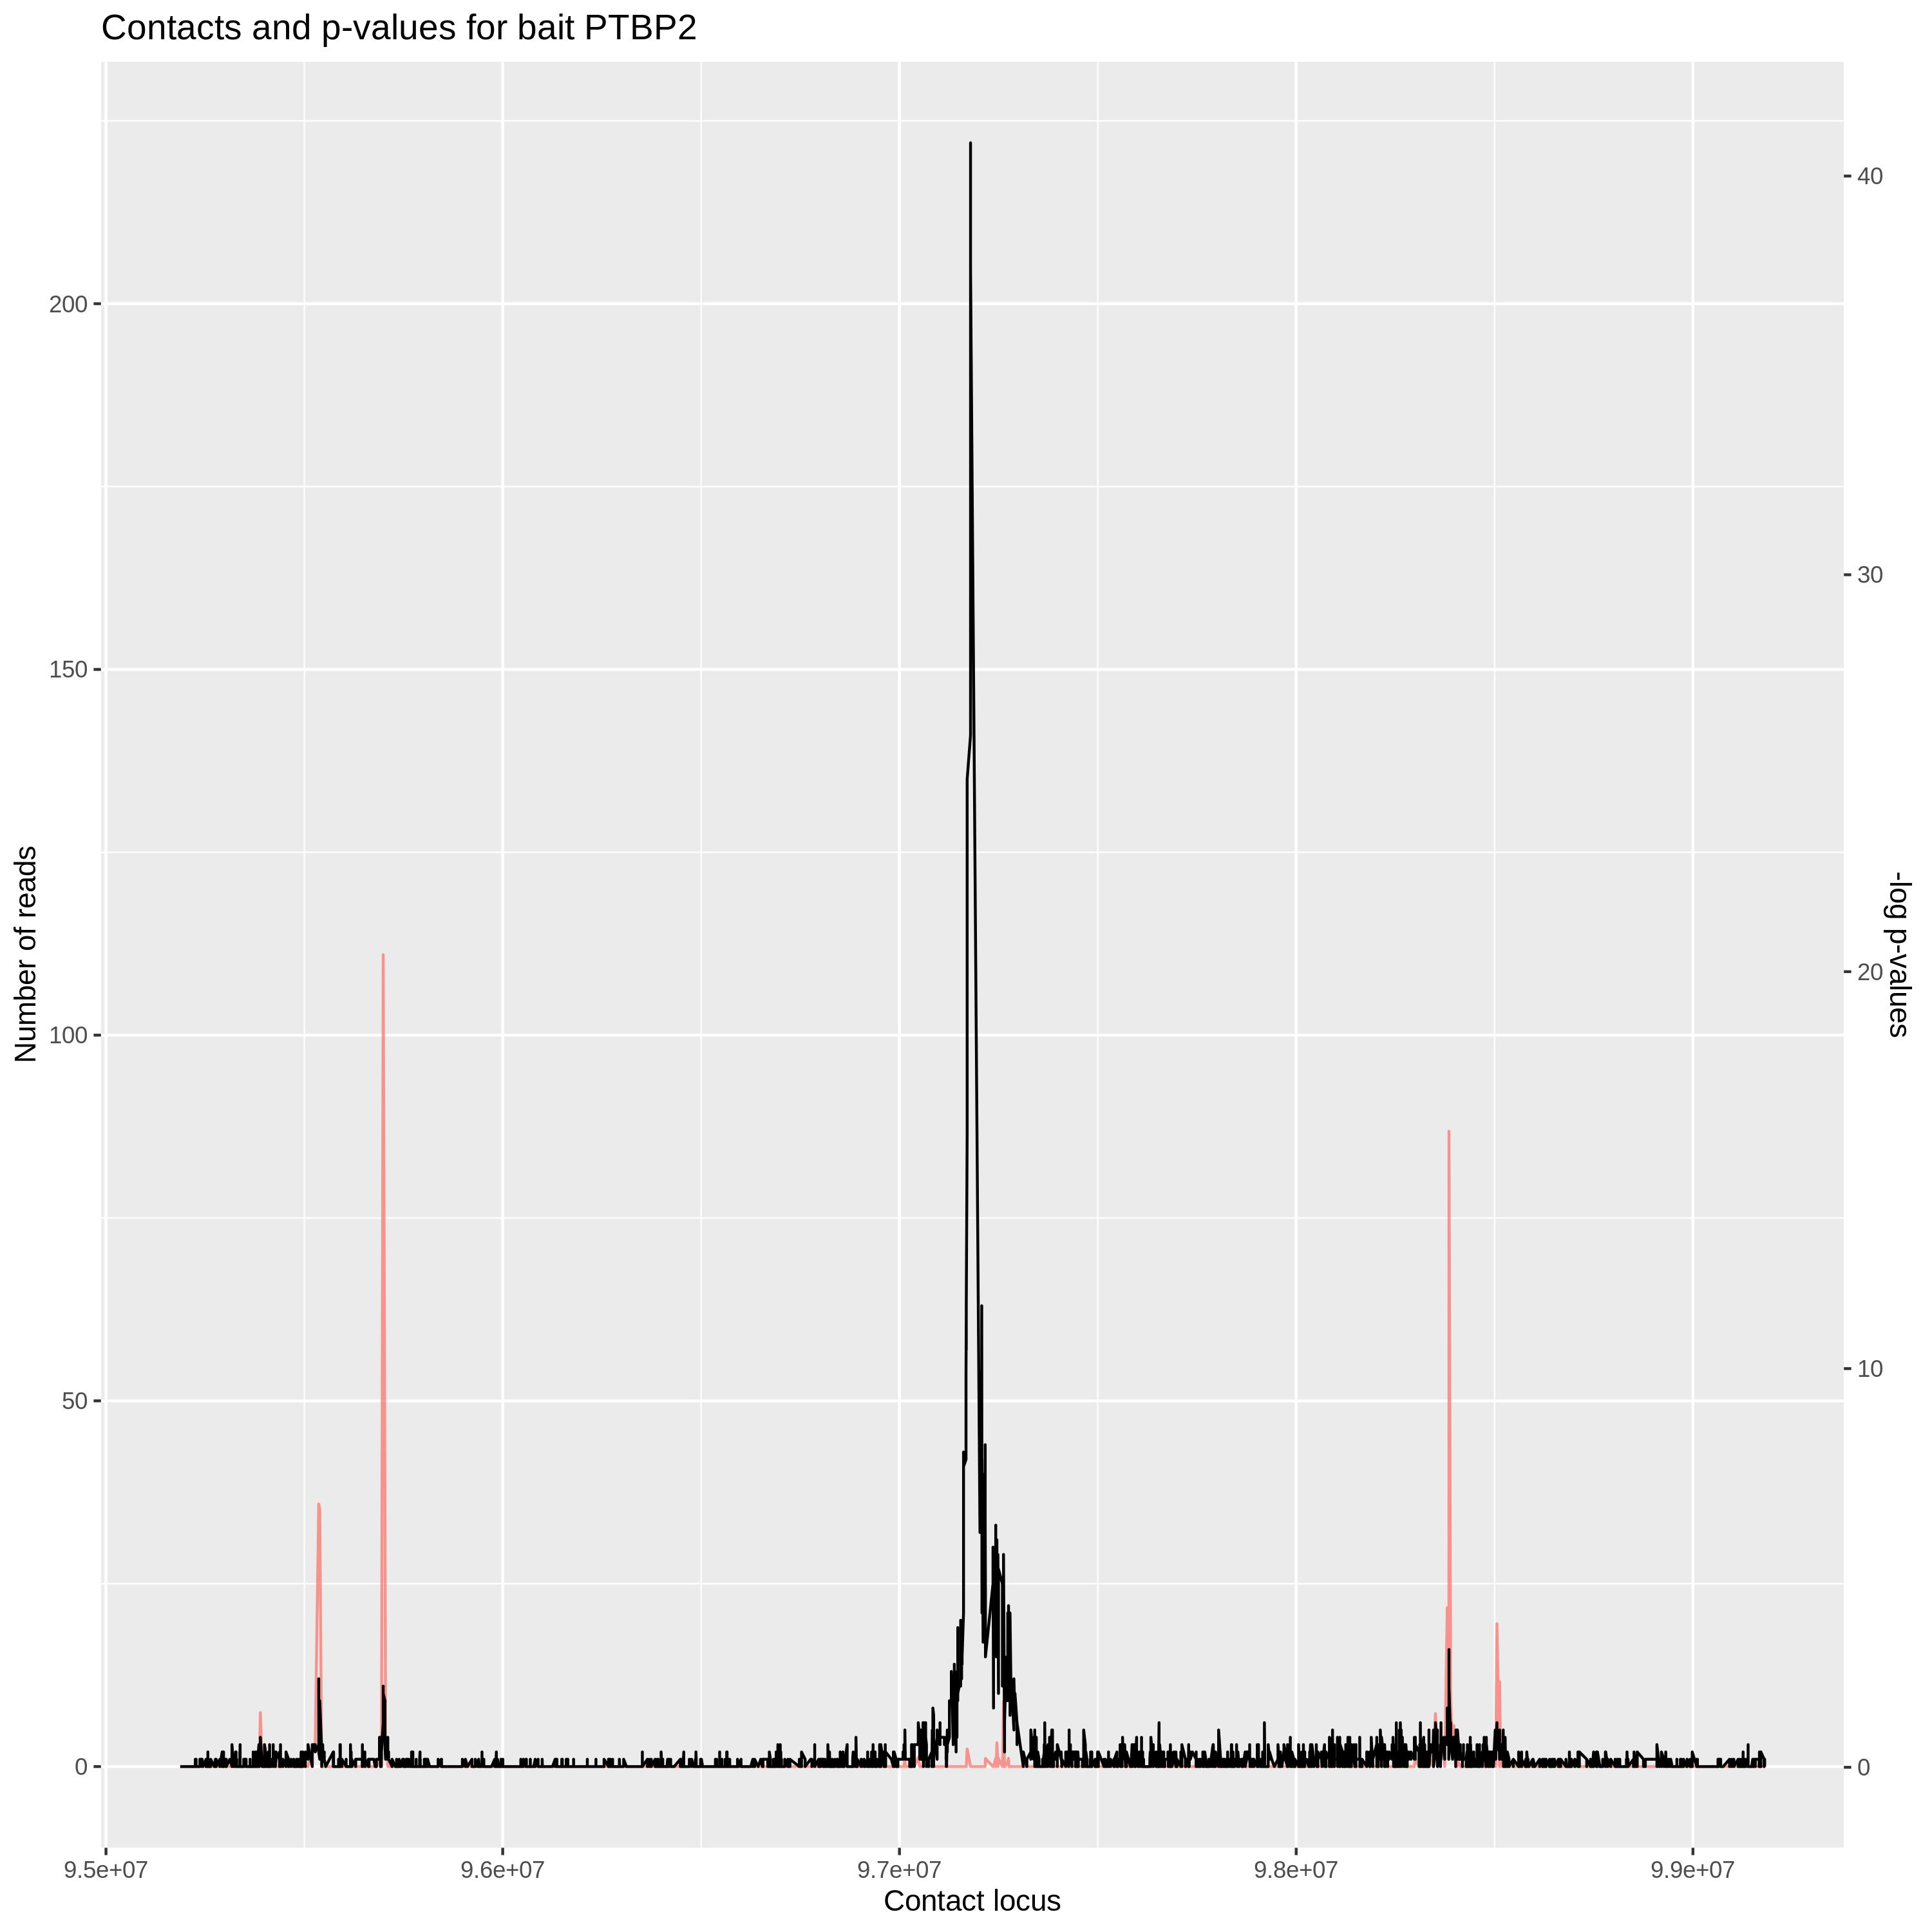 Contacts and p-values for bait PTBP2
200
150
100
50
0
Number of reads
40
30
20
10
0
-log p-values
9.5e+07
9.6e+07
9.7e+07
9.8e+07
9.9e+07
Contact locus